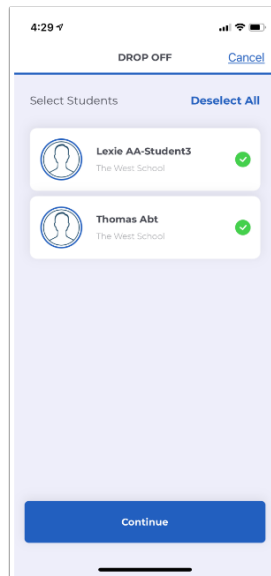 4:29
DROP OFF Cancel
Select Students Deselect All
Lexie AA-Student3
The West School
Thomas Abt
The West School
Continue